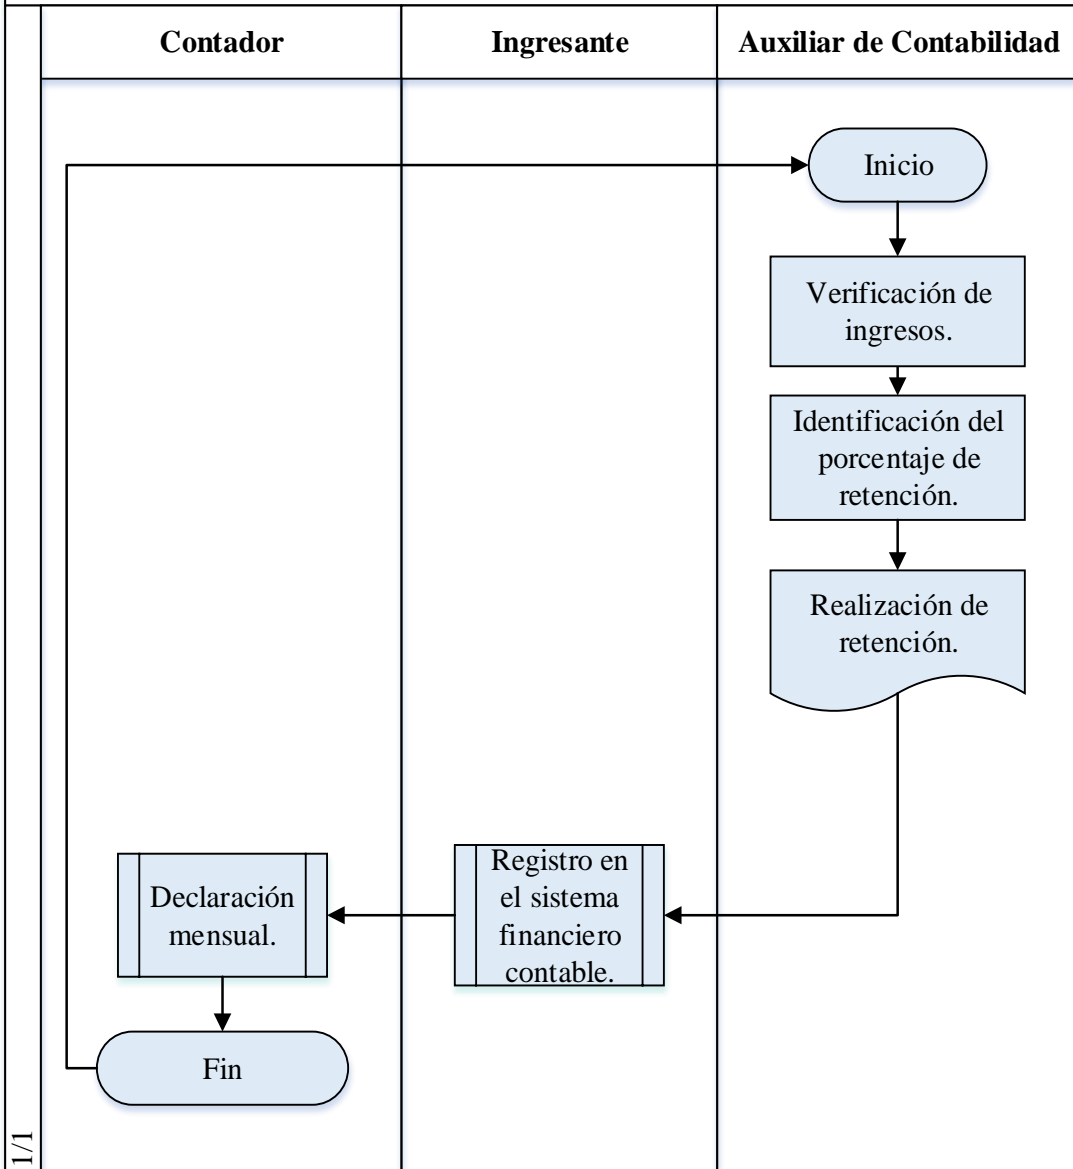 Contador
Ingresante
Auxiliar de Contabilidad
Inicio
Verificación de
ingresos.
Identificación del
porcentaje de
retención.
Realización de
retención.
Registro en
el sistema
financiero
contable.
Declaración
mensual.
Fin
1/1